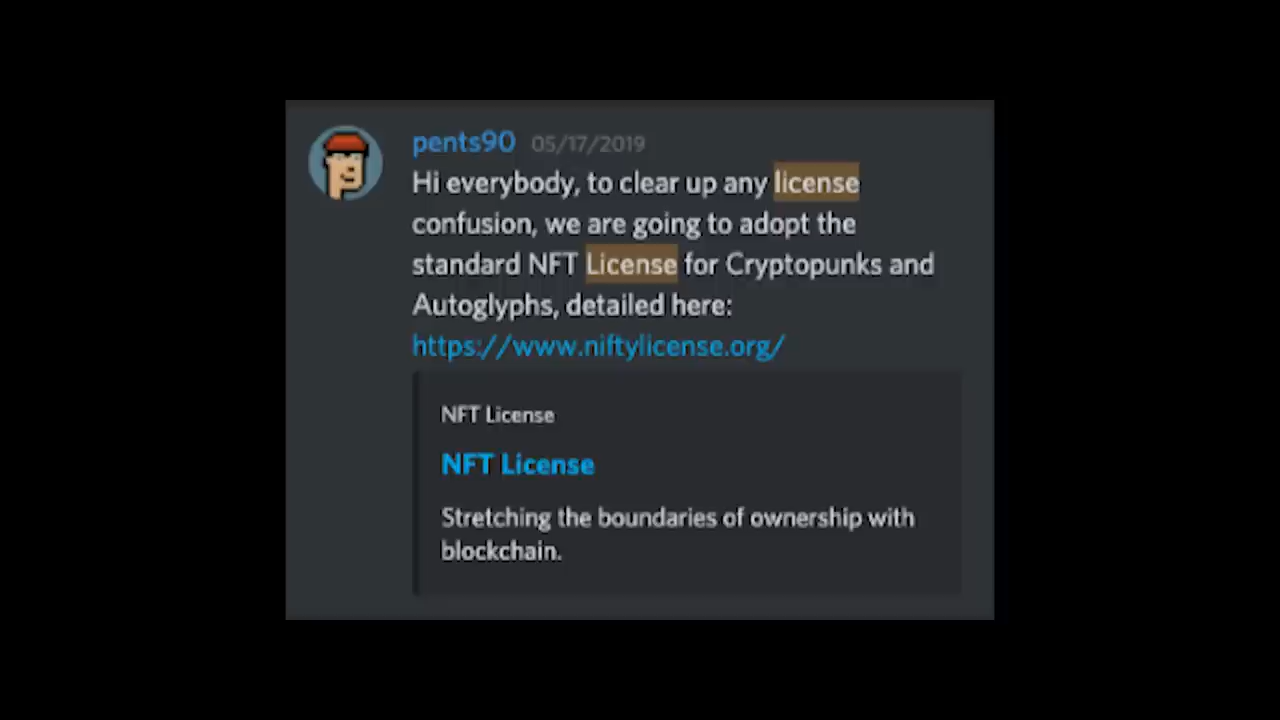 pents90 05/17/2019
Hi everybody, to clear up any license
confusion, we are going to adopt the
standard NFT License for Cryptopunks and
Autoglyphs, detailed here:
https://www.niftylicense.org/
NFT License
NFT License
Stretching the boundaries of ownership with
blockchain.